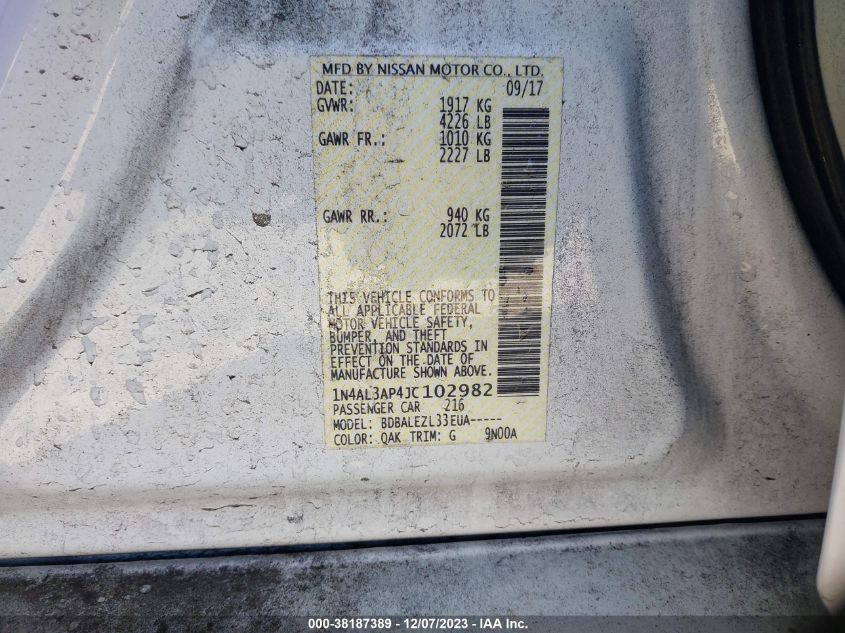 MFD BY NISSAN MOTOR CO., LTD.
DATE: 09/17
GVWR: 1917 KG
4226 LB
GAWR FR.: 1010 KG
2227 LB
GAWR RR.: 940 KG
2072 LB
THIS VEHICLE CONFORMS TO
ALL APPLICABLE FEDERAL
MOTOR VEHICLE SAFETY,
BUMPER, AND THEFT
PREVENTION STANDARDS IN
EFFECT ON THE DATE OF
MANUFACTURE SHOWN ABOVE.
1N4AL3AP4JC102982
PASSENGER CAR 216
MODEL: BDBALEZL33EUA-----
COLOR: QAK TRIM: G 9N00A
000-38187389 - 12/07/2023 - IAAI.com.